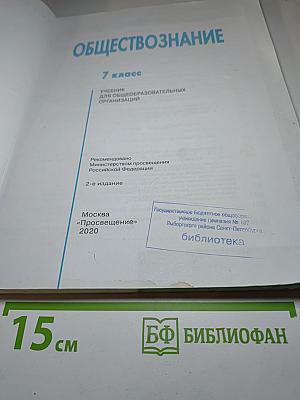 ОБЩЕСТВОЗНАНИЕ
7 класс
УЧЕБНИК
ДЛЯ ОБЩЕОБРАЗОВАТЕЛЬНЫХ
ОРГАНИЗАЦИЙ
Рекомендовано
Министерством просвещения
Российской Федерации
2-е издание
Москва
«Просвещение»
2020
Государственное бюджетное
учреждение гимназия №
Выборгского района Санкт-Петербурга
библиотека
15 см
БФ БИБЛИОФАН